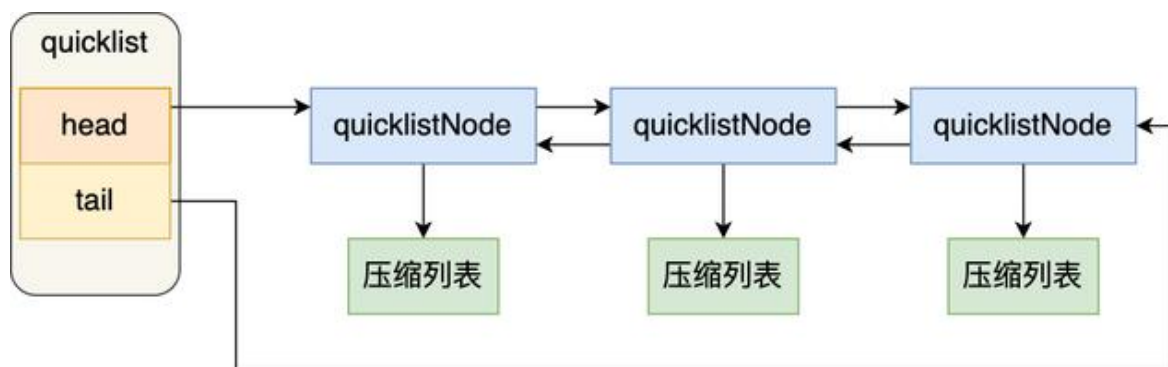 quicklist
head
tail
quicklistNode
quicklistNode
quicklistNode
压缩列表
压缩列表
压缩列表